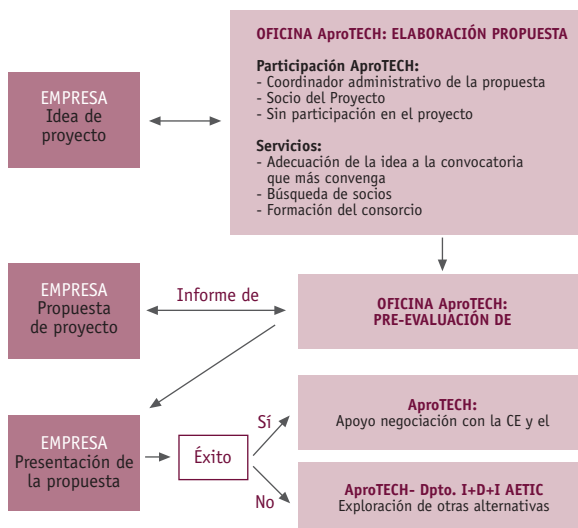 OFICINA AproTECH: ELABORACIÓN PROPUESTA
Participación AproTECH:
- Coordinador administrativo de la propuesta
- Socio del Proyecto
- Sin participación en el proyecto
Servicios:
- Adecuación de la idea a la convocatoria
que más convenga
- Búsqueda de socios
- Formación del consorcio
EMPRESA
Idea de
proyecto
EMPRESA
Propuesta
de proyecto
Informe de
OFICINA AproTECH:
PRE-EVALUACIÓN DE
EMPRESA
Presentación de
la propuesta
Éxito
Sí
No
AproTECH:
Apoyo negociación con la CE y el
AproTECH- Dpto. I+D+I AETIC
Exploración de otras alternativas